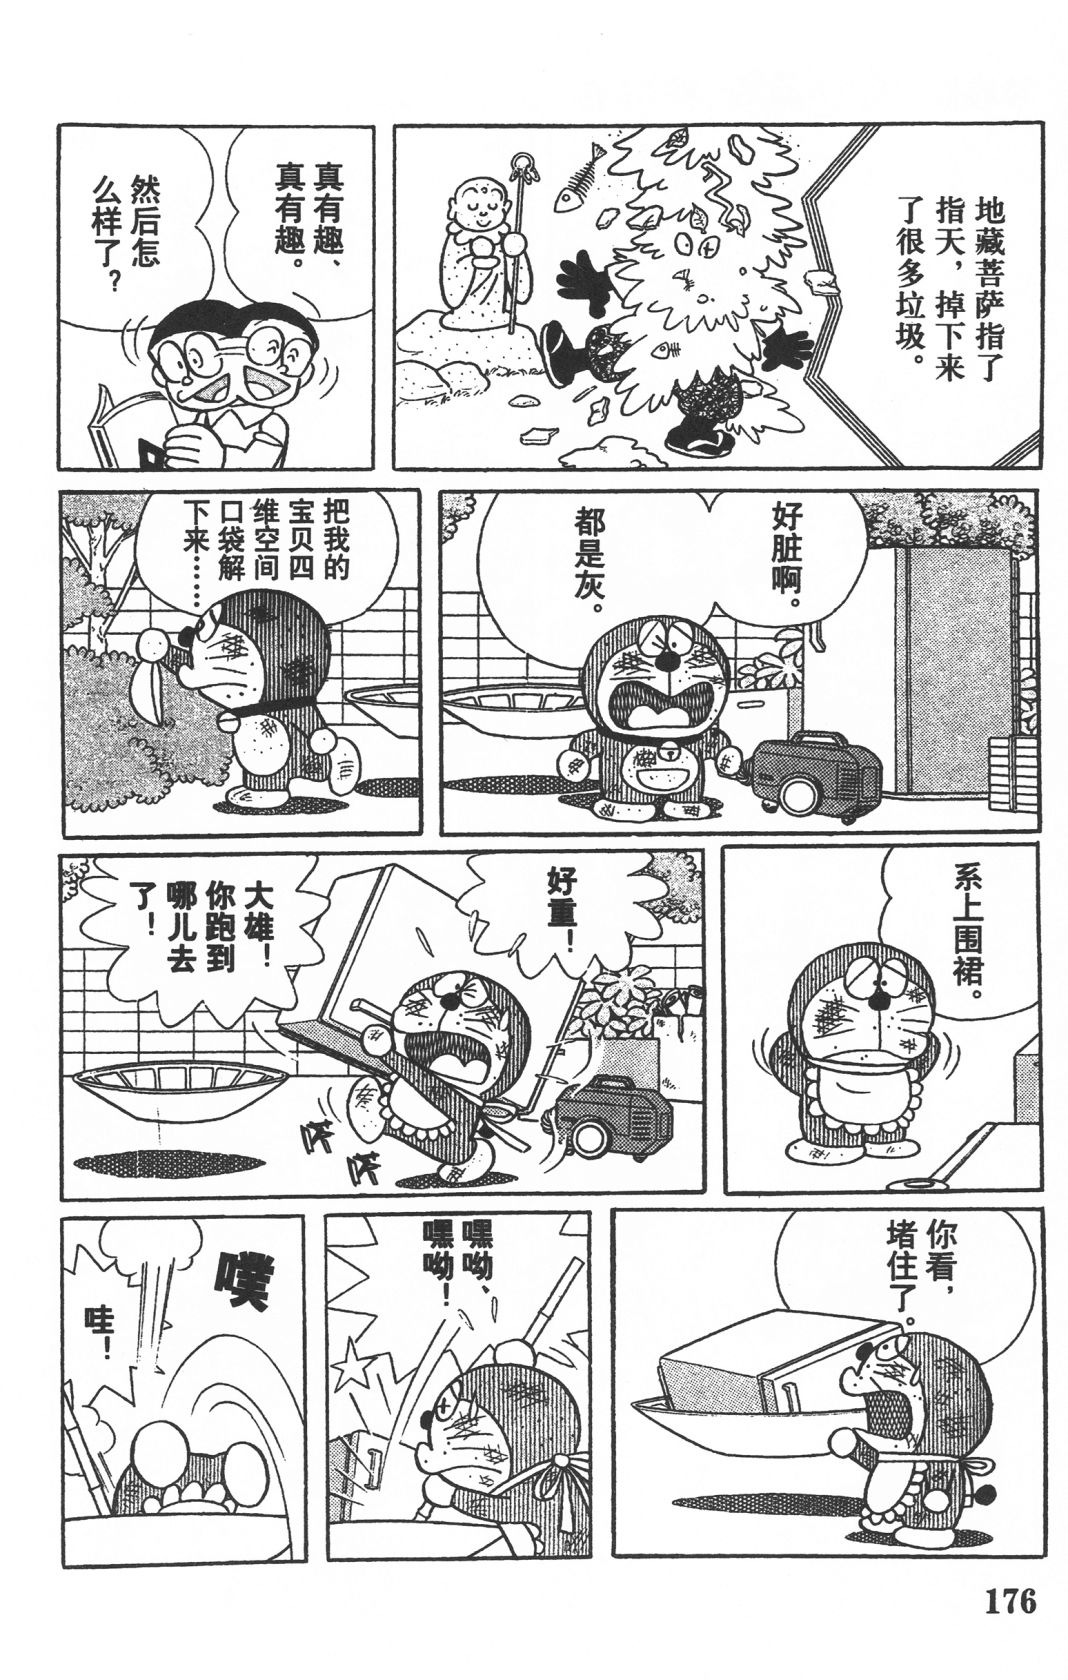 地藏菩萨指了
指天，掉下来
了很多垃圾。
真有趣、
真有趣。
然后怎
么样了？
好脏啊。
都是灰。
把我的
宝贝四
维空间
口袋解
下来……
系上围裙。
好重！
大雄！
你跑到
哪儿去
了！
你看，
堵住了。
嘿呦、
嘿呦！
噗
哇！
176